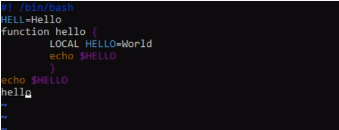 #! /bin/bash
HELL=Hello
function hello {
        LOCAL HELLO=World
        echo $HELLO
        }
echo $HELLO
hello
~
~
~